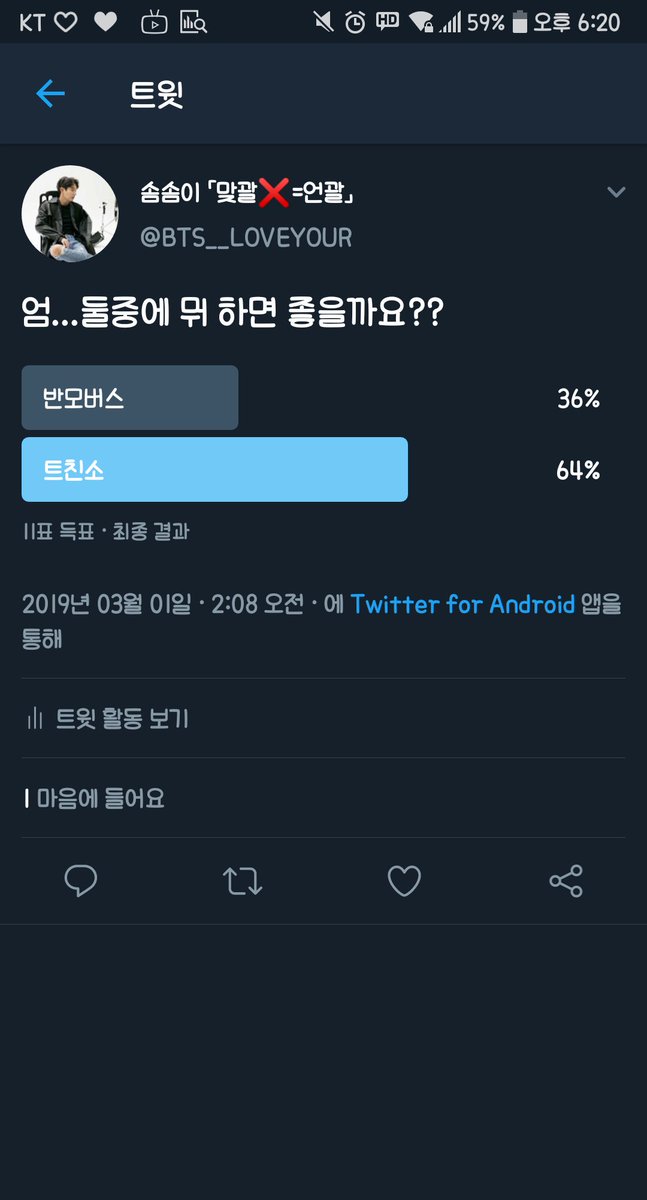 KT 59% 오후 6:20
트윗
솜솜이 「맞괄❌=언괄」
@BTS__LOVEYOUR
엄...둘중에 뭐 하면 좋을까요??
반모버스 36%
트친소 64%
11표 득표 · 최종 결과
2019년 03월 01일 · 2:08 오전 · 에 Twitter for Android 앱을
통해
트윗 활동 보기
1 마음에 들어요